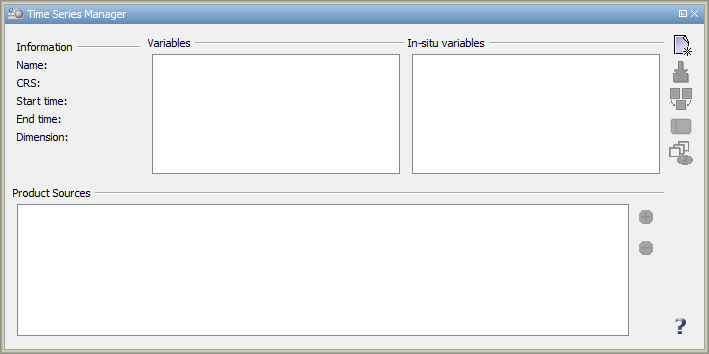 Time Series Manager
Information
Variables
In-situ variables
Name:
CRS:
Start time:
End time:
Dimension:
Product Sources
?